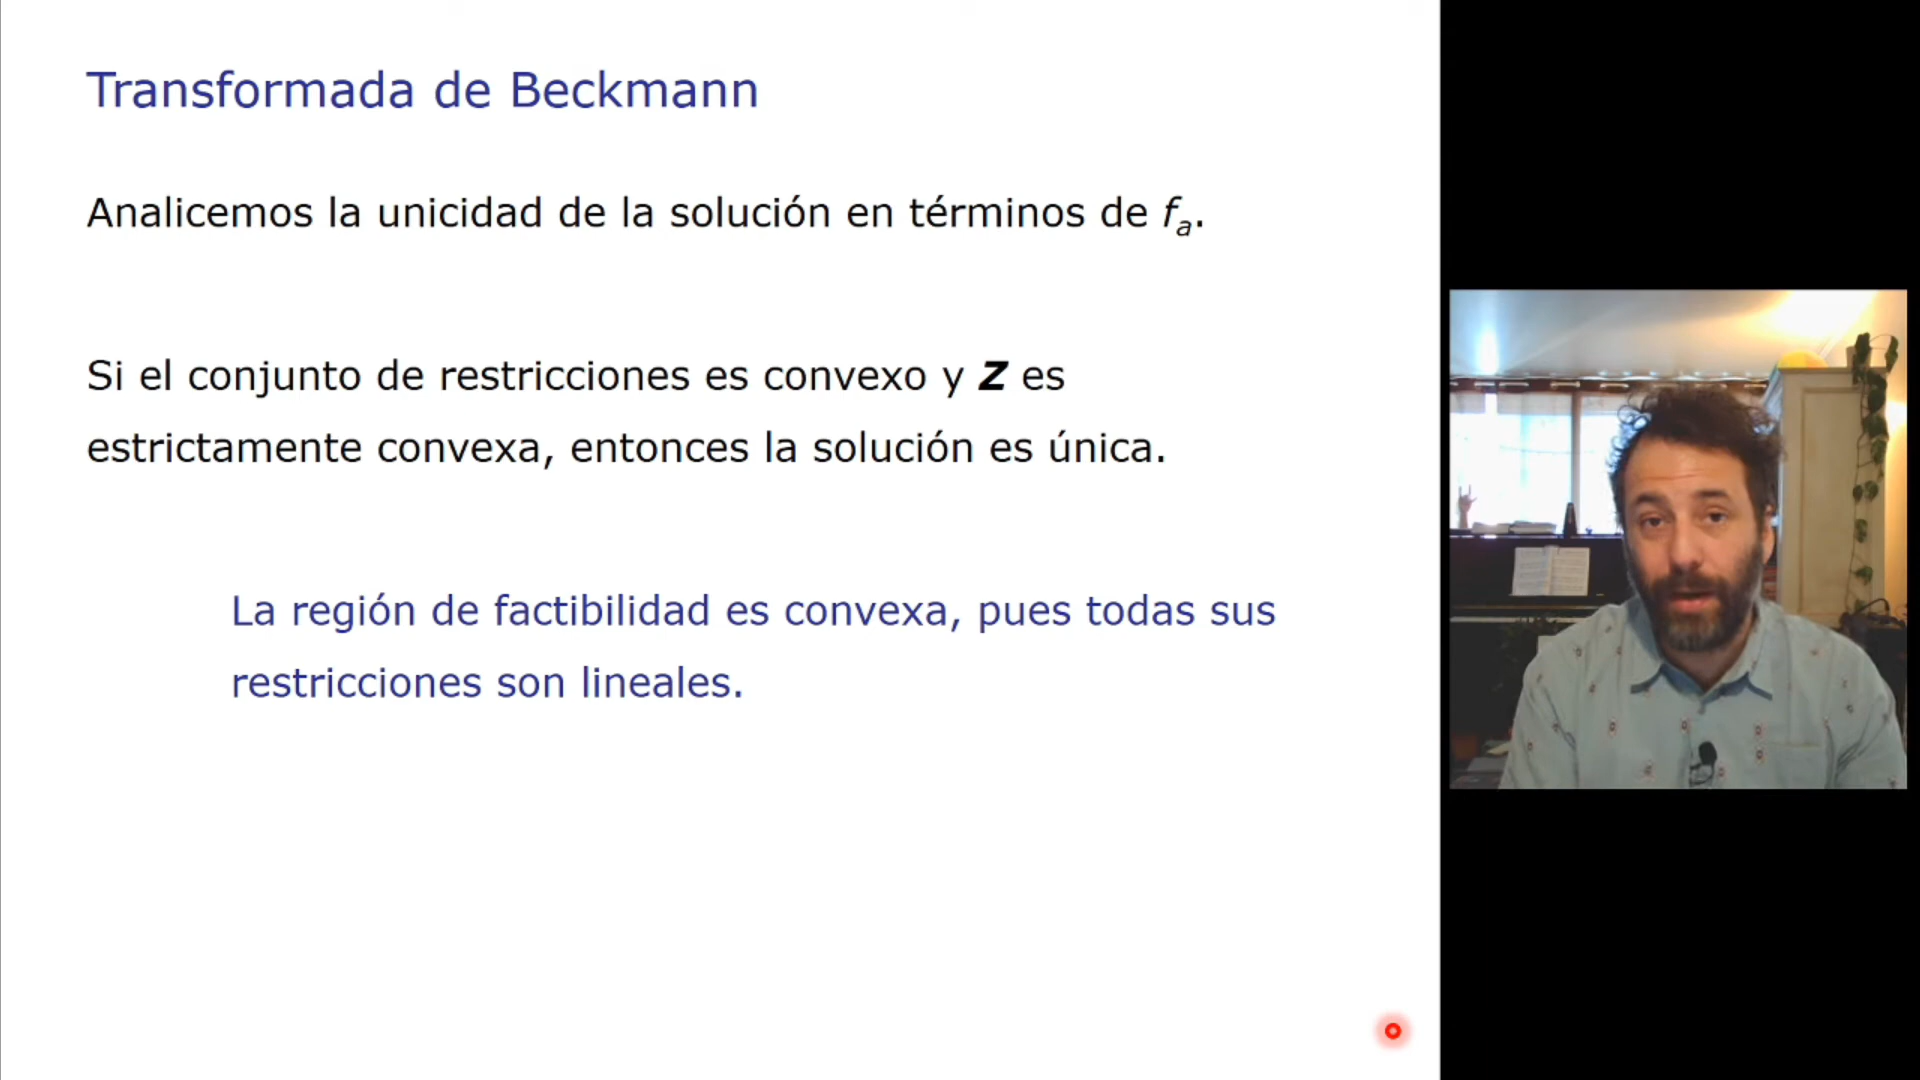 Transformada de Beckmann
Analicemos la unicidad de la solución en términos de fₐ.
Si el conjunto de restricciones es convexo y Z es
estrictamente convexa, entonces la solución es única.
La región de factibilidad es convexa, pues todas sus
restricciones son lineales.